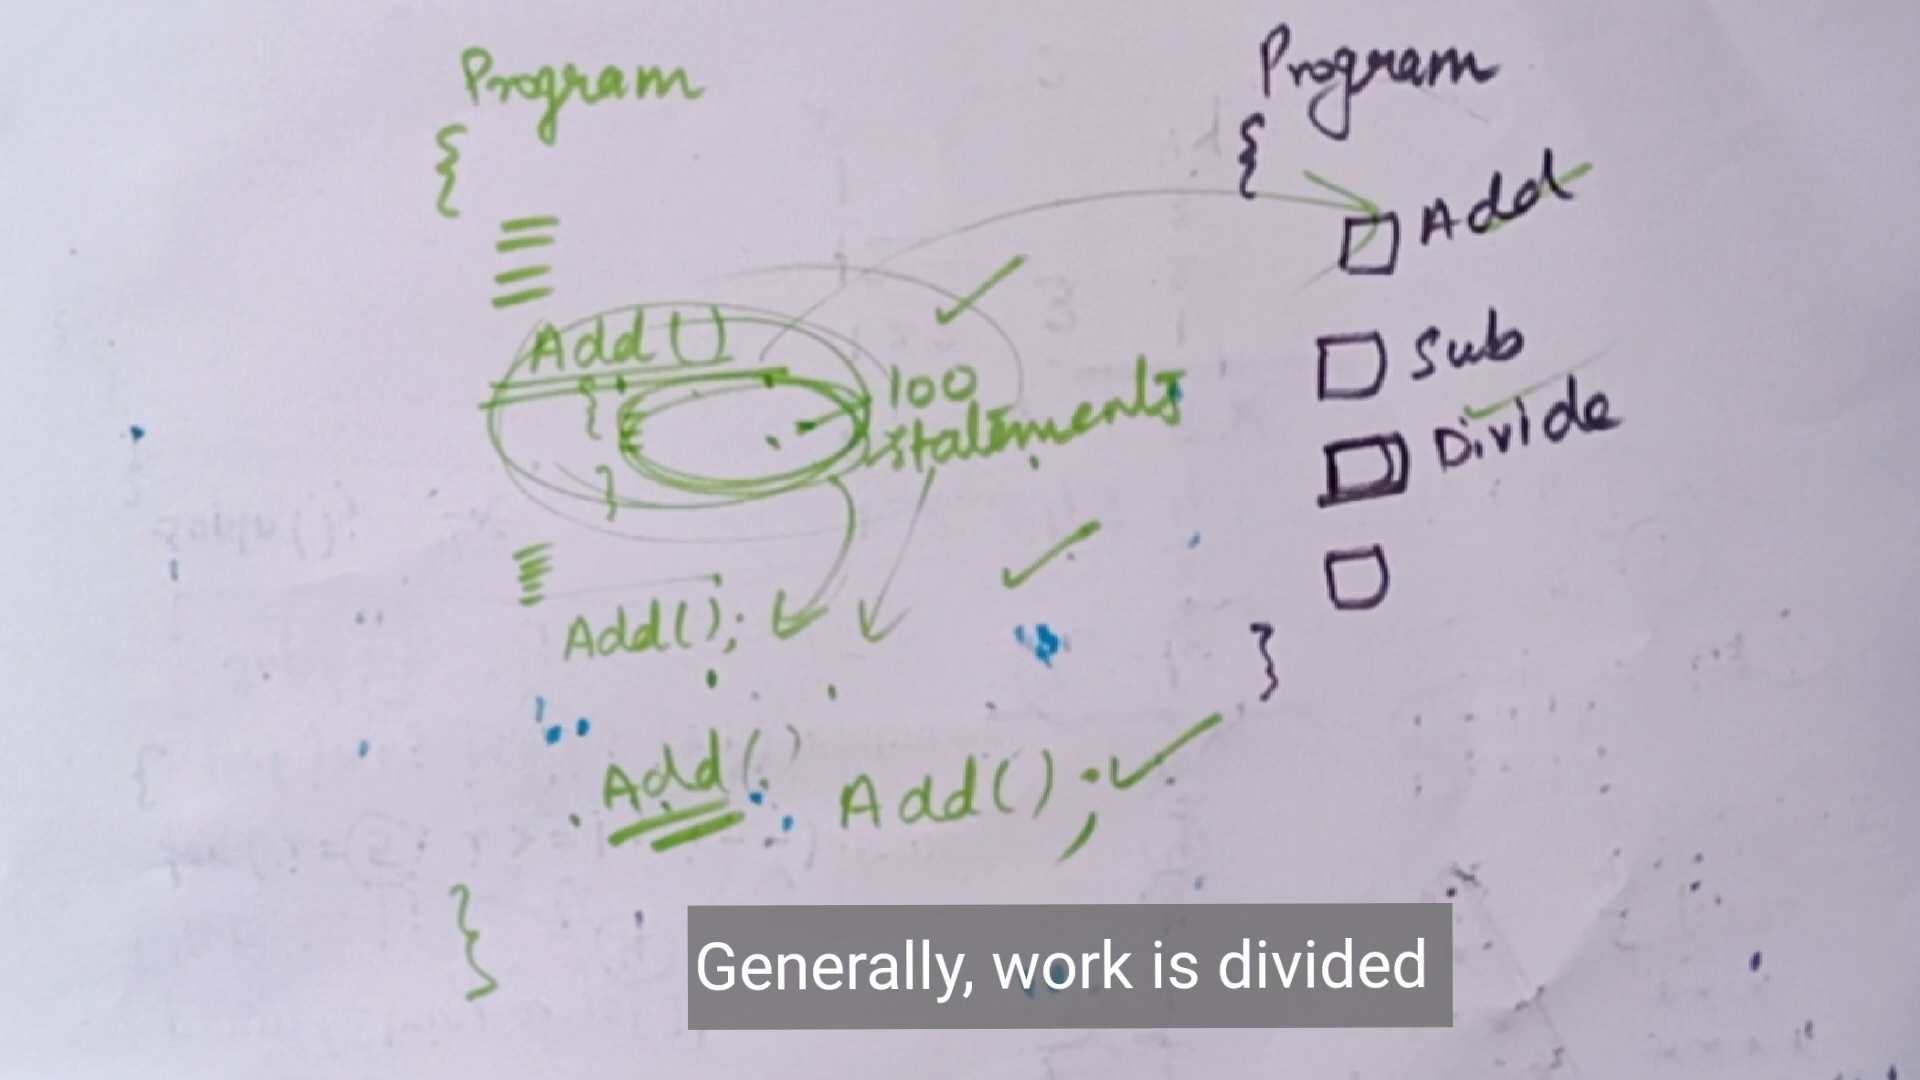 Program
{
Add()
{
100
statements
}
Add();
Add()
Add();
}
Program
{
Add
Sub
Divide
}
Generally, work is divided